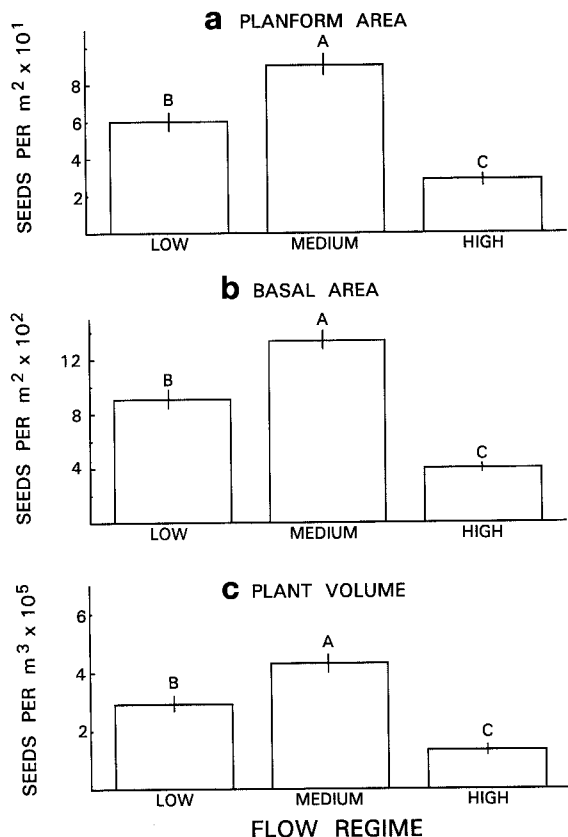 a PLANFORM AREA
SEEDS PER m² x 10¹
8
6
4
2
B
A
C
LOW MEDIUM HIGH
b BASAL AREA
SEEDS PER m² x 10²
12
8
4
B
A
C
LOW MEDIUM HIGH
c PLANT VOLUME
SEEDS PER m³ x 10⁵
6
4
2
B
A
C
LOW MEDIUM HIGH
FLOW REGIME